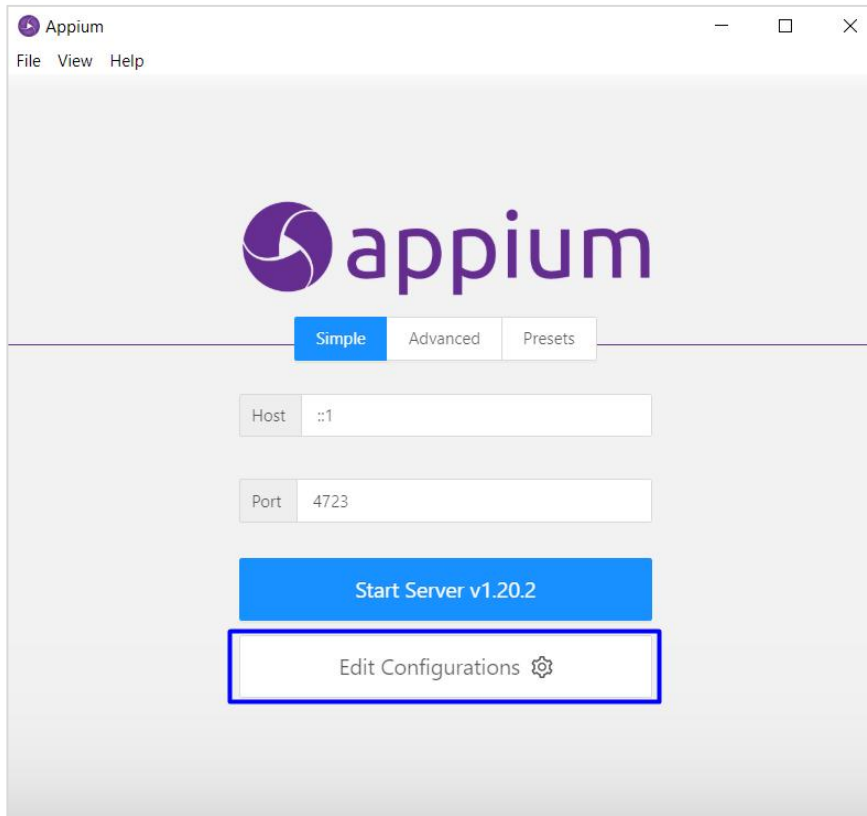 Appium
File View Help
appium
Simple Advanced Presets
Host ::1
Port 4723
Start Server v1.20.2
Edit Configurations